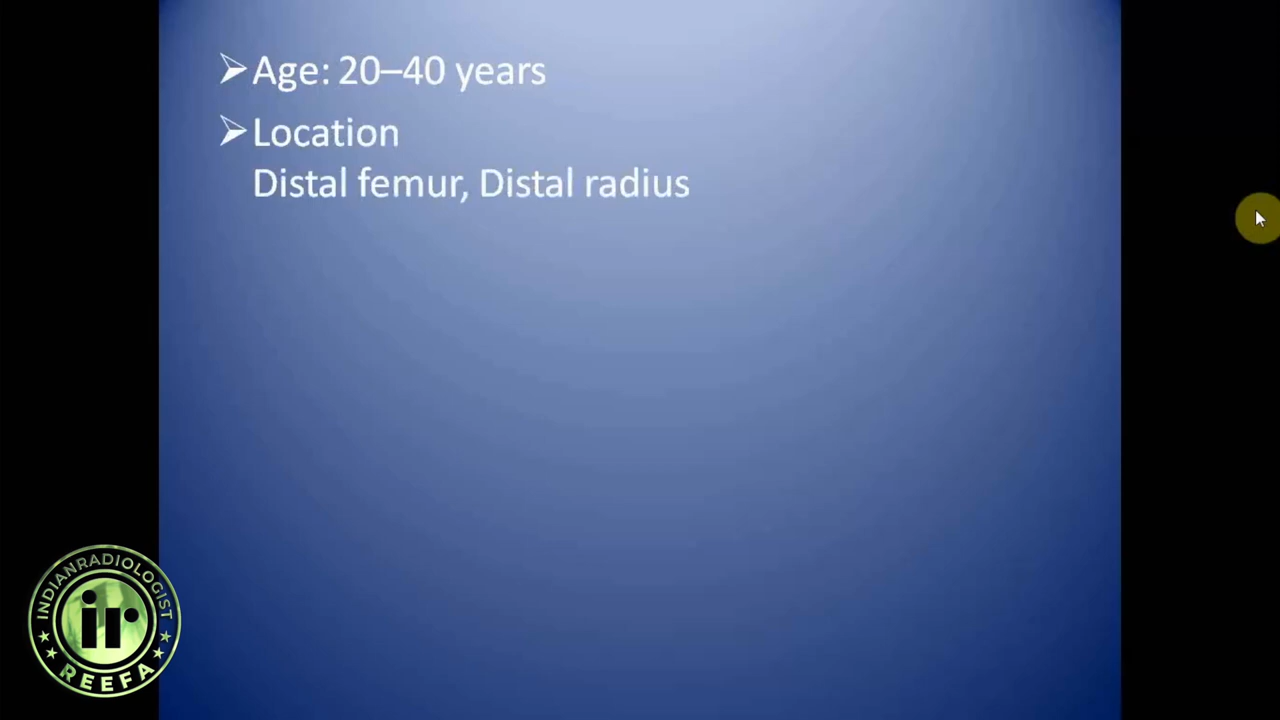 ➢Age: 20–40 years
➢Location
Distal femur, Distal radius
INDIANRADIOLOGIST
ir
REEFA